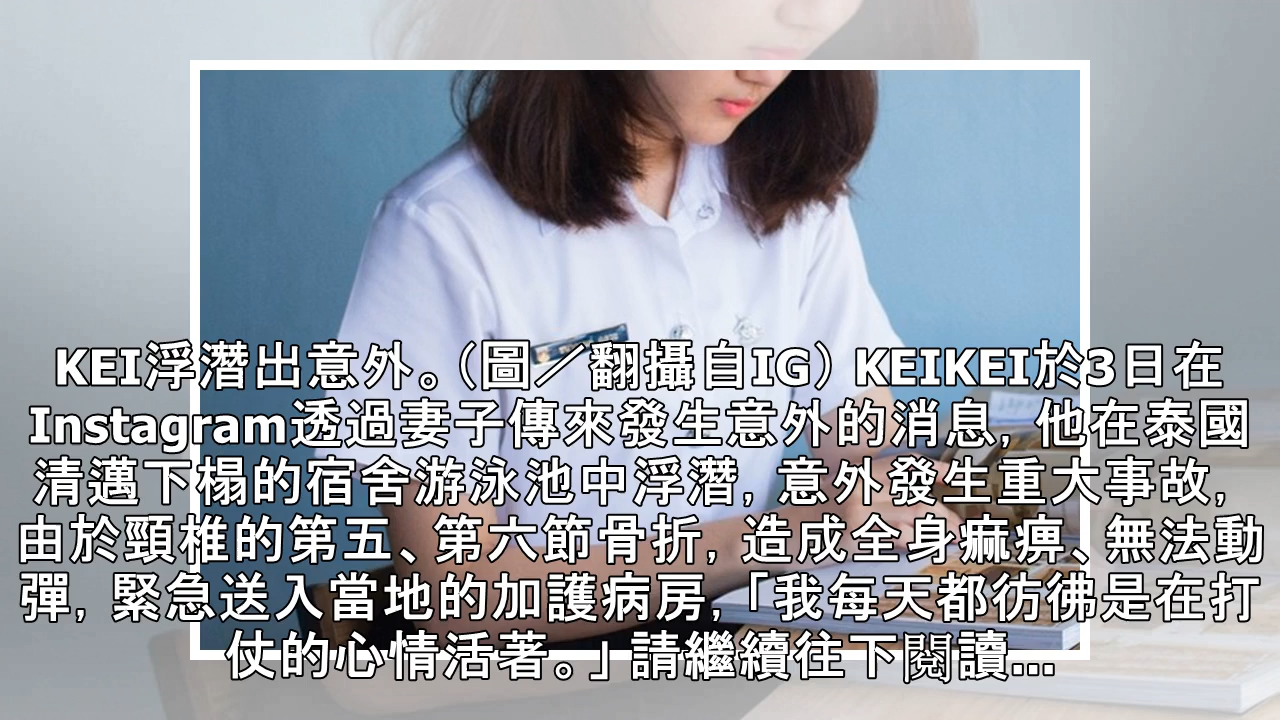 KEI浮潛出意外。（圖／翻攝自IG）KEIKEI於3日在
Instagram透過妻子傳來發生意外的消息，他在泰國
清邁下榻的宿舍游泳池中浮潛，意外發生重大事故，
由於頸椎的第五、第六節骨折，造成全身痲痹、無法動
彈，緊急送入當地的加護病房，「我每天都彷彿是在打
仗的心情活著。」請繼續往下閱讀...